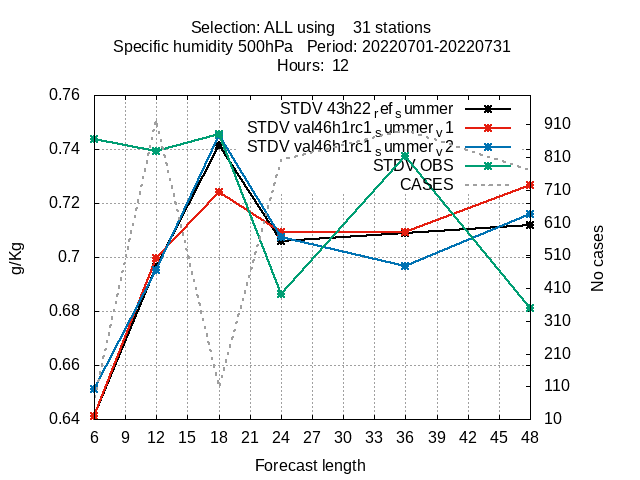 Selection: ALL using    31 stations
Specific humidity 500hPa   Period: 20220701-20220731
Hours:  12
STDV 43h22refsummer
STDV val46h1rc1summerv1
STDV val46h1rc1summerv2
STDV OBS
CASES
0.76
0.74
0.72
0.7
0.68
0.66
0.64
g/Kg
910
810
710
610
510
410
310
210
110
10
No cases
6 9 12 15 18 21 24 27 30 33 36 39 42 45 48
Forecast length